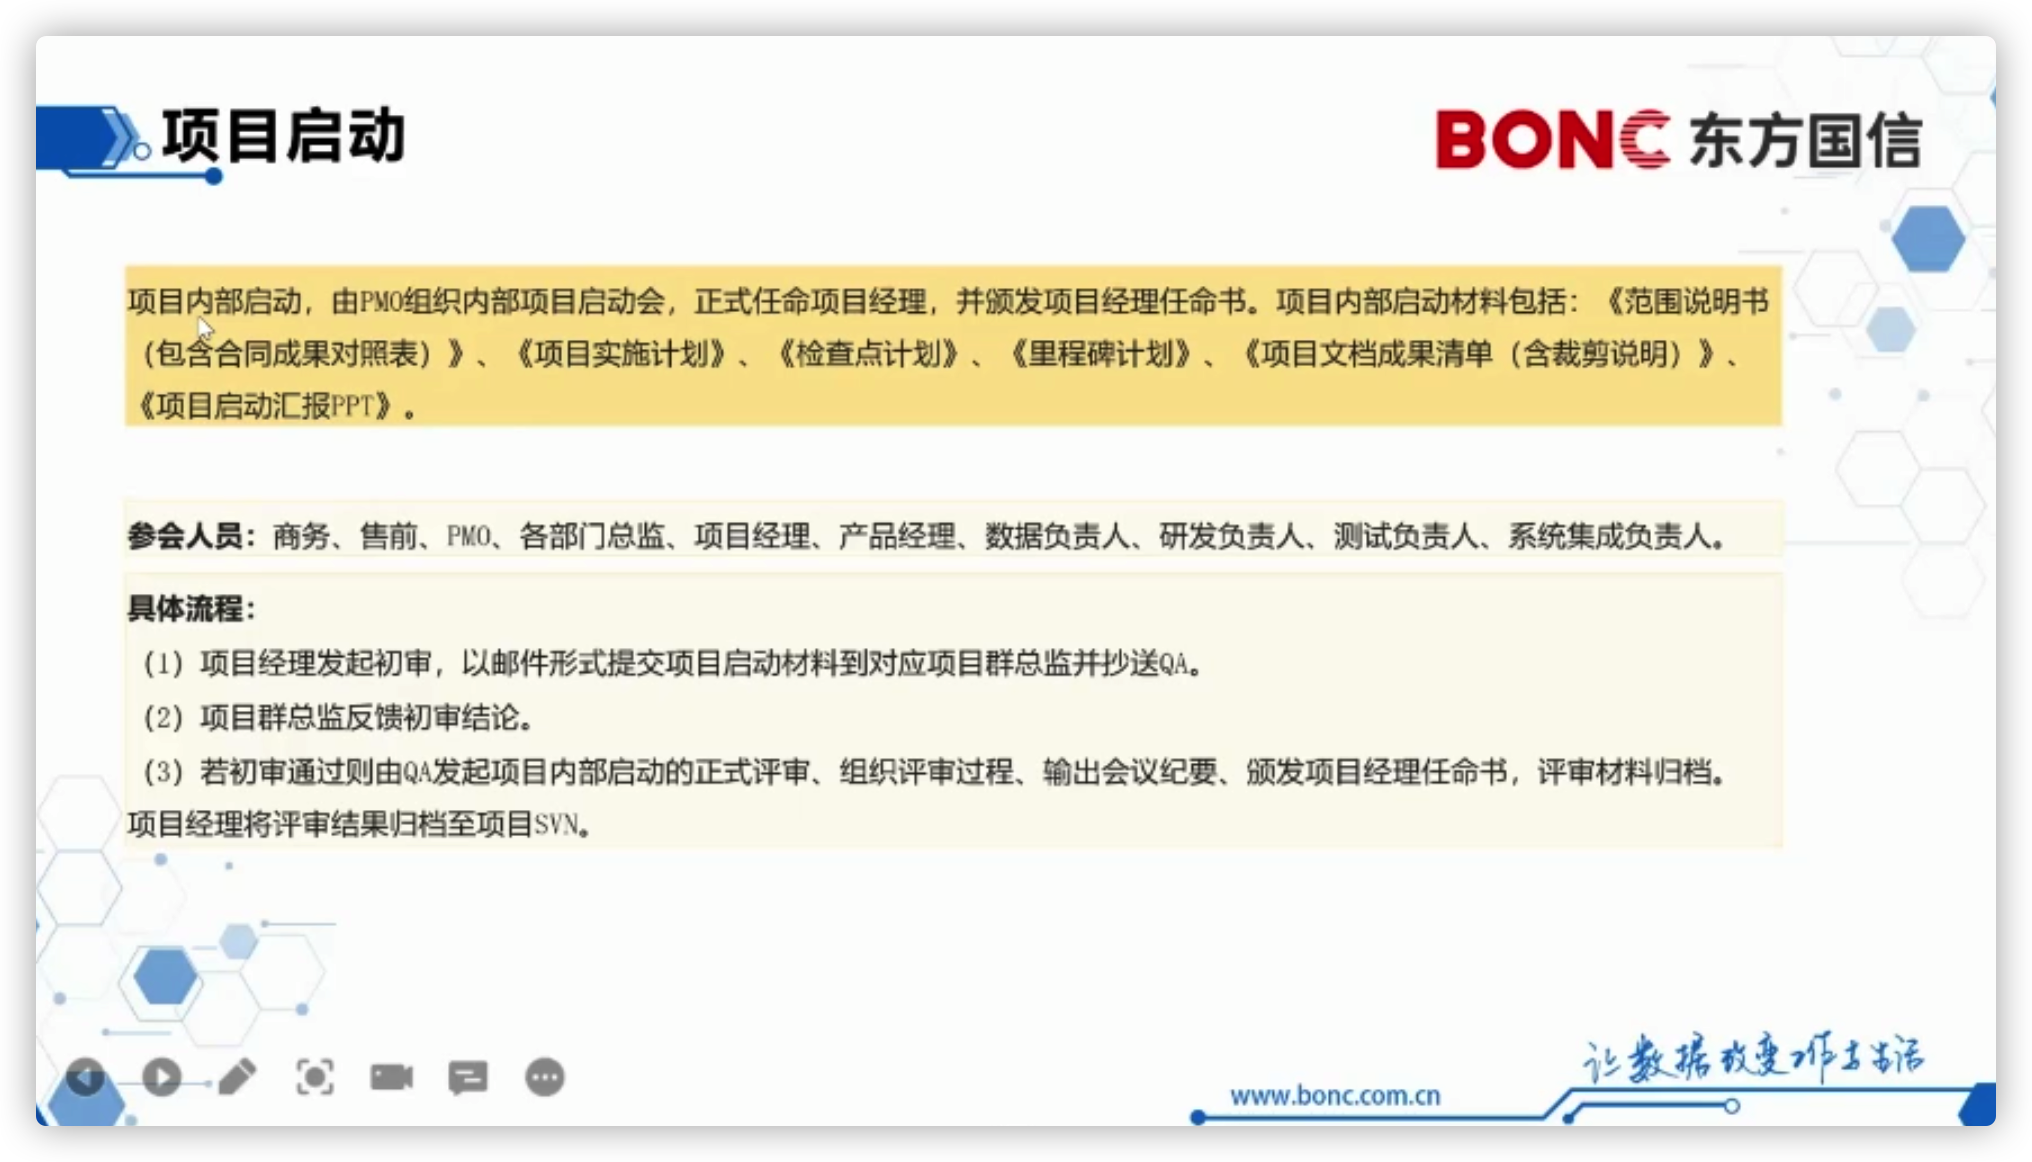 项目启动
BONC 东方国信
项目内部启动，由PMO组织内部项目启动会，正式任命项目经理，并颁发项目经理任命书。项目内部启动材料包括：《范围说明书
（包含合同成果对照表）》、《项目实施计划》、《检查点计划》、《里程碑计划》、《项目文档成果清单（含裁剪说明）》、
《项目启动汇报PPT》。
参会人员：商务、售前、PMO、各部门总监、项目经理、产品经理、数据负责人、研发负责人、测试负责人、系统集成负责人。
具体流程：
（1）项目经理发起初审，以邮件形式提交项目启动材料到对应项目群总监并抄送QA。
（2）项目群总监反馈初审结论。
（3）若初审通过则由QA发起项目内部启动的正式评审、组织评审过程、输出会议纪要、颁发项目经理任命书，评审材料归档。
项目经理将评审结果归档至项目SVN。
让数据改变工作与生活
www.bonc.com.cn